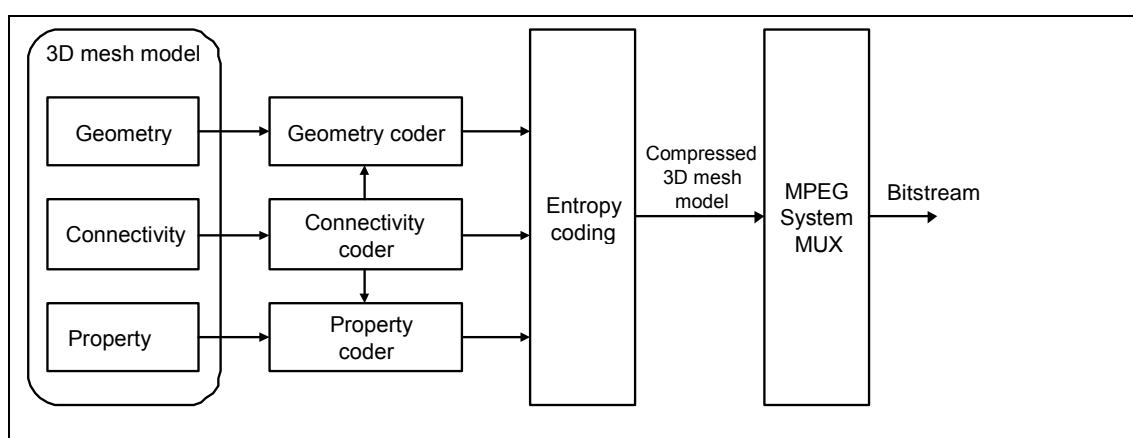 3D mesh model
Geometry
Geometry coder
Connectivity
Connectivity
coder
Property
Property
coder
Entropy
coding
Compressed
3D mesh
model
MPEG
System
MUX
Bitstream